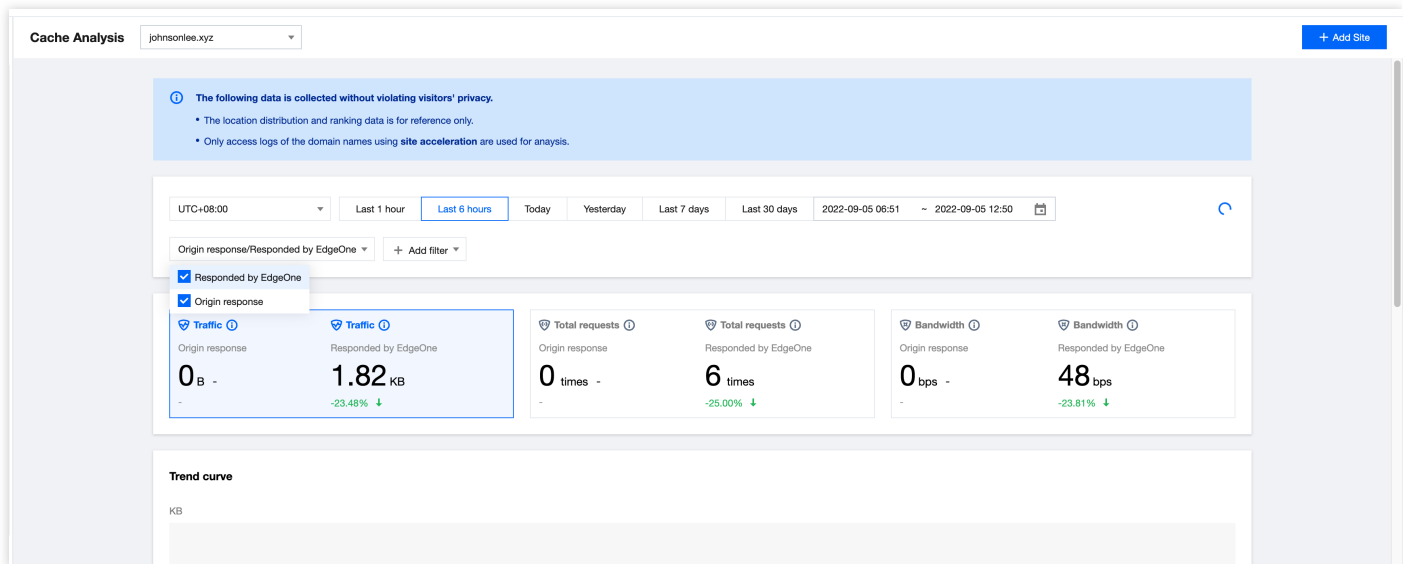 Cache Analysis johnsonlee.xyz + Add Site
The following data is collected without violating visitors' privacy.
• The location distribution and ranking data is for reference only.
• Only access logs of the domain names using site acceleration are used for anaysis.
UTC+08:00 Last 1 hour Last 6 hours Today Yesterday Last 7 days Last 30 days 2022-09-05 06:51 ~ 2022-09-05 12:50
Origin response/Responded by EdgeOne + Add filter
Responded by EdgeOne
Origin response
Traffic Traffic Total requests Total requests Bandwidth Bandwidth
Origin response Responded by EdgeOne Origin response Responded by EdgeOne Origin response Responded by EdgeOne
0 B - 1.82 KB 0 times - 6 times 0 bps - 48 bps
- -23.48% ↓ - -25.00% ↓ - -23.81% ↓
Trend curve
KB